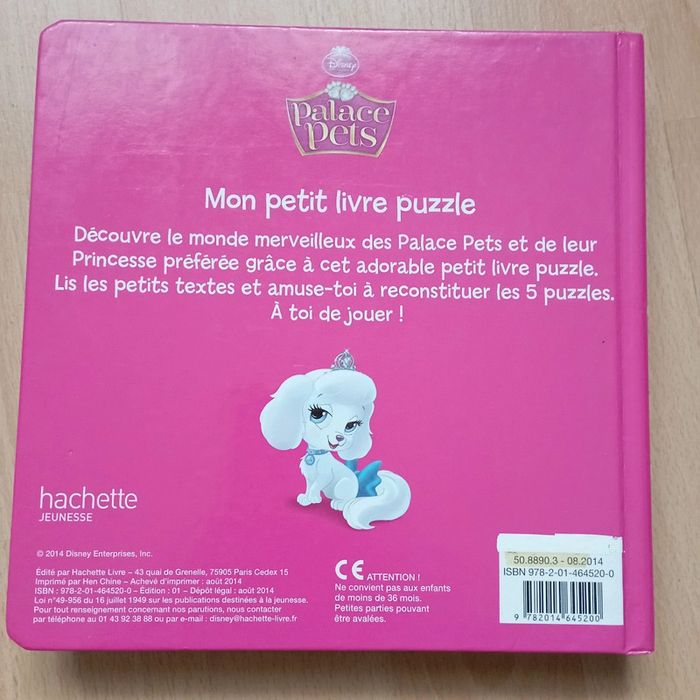 Disney
Palace
Pets
Mon petit livre puzzle
Découvre le monde merveilleux des Palace Pets et de leur
Princesse préférée grâce à cet adorable petit livre puzzle.
Lis les petits textes et amuse-toi à reconstituer les 5 puzzles.
À toi de jouer !
hachette
JEUNESSE
© 2014 Disney Enterprises, Inc.
Édité par Hachette Livre – 43 quai de Grenelle, 75905 Paris Cedex 15
Imprimé par Hen Chine – Achevé d'imprimer : août 2014
ISBN : 978-2-01-464520-0 – Édition : 01 – Dépôt légal : août 2014
Loi n°49-956 du 16 juillet 1949 sur les publications destinées à la jeunesse.
Pour tout renseignement concernant nos parutions, nous contacter
par téléphone au 01 43 92 38 88 ou par e-mail : disney@hachette-livre.fr
CE ATTENTION !
Ne convient pas aux enfants
de moins de 36 mois.
Petites parties pouvant
être avalées.
50.8890.3 – 08.2014
ISBN 978-2-01-464520-0
9 782014 645200